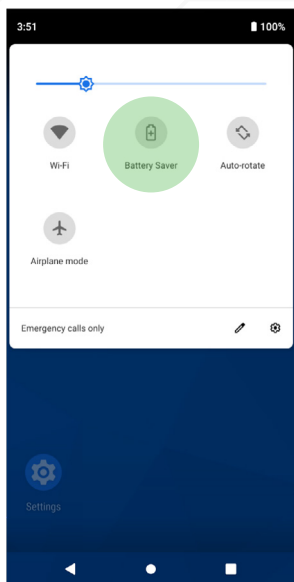 3:51 100%
Wi-Fi Battery Saver Auto-rotate
Airplane mode
Emergency calls only
Settings